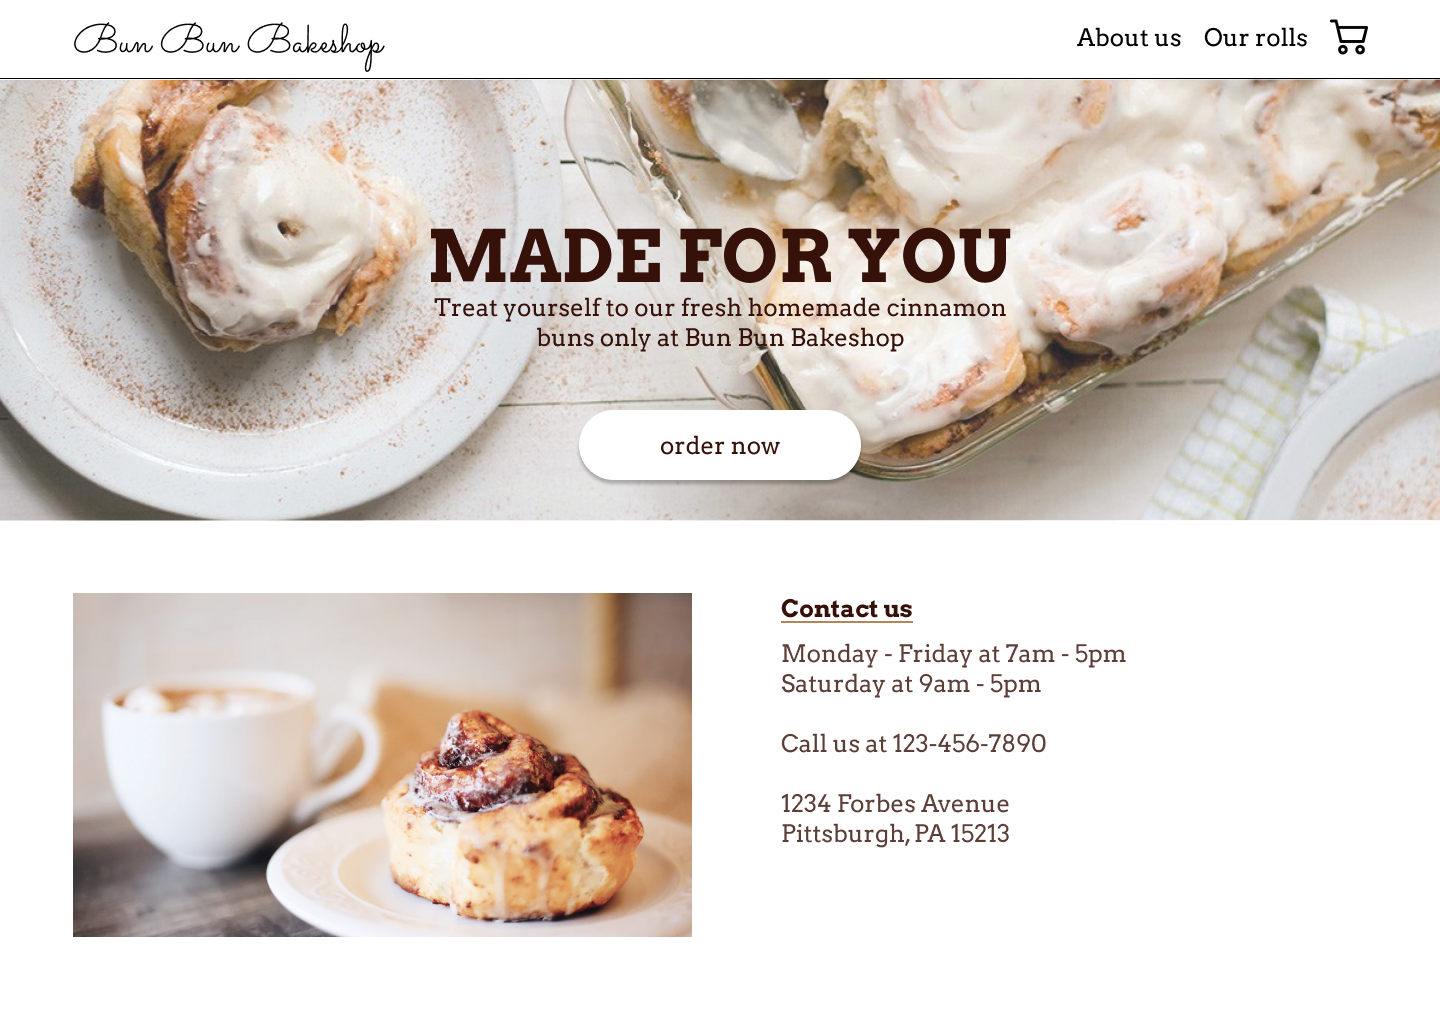 Bun Bun Bakeshop
About us Our rolls
MADE FOR YOU
Treat yourself to our fresh homemade cinnamon
buns only at Bun Bun Bakeshop
order now
Contact us
Monday - Friday at 7am - 5pm
Saturday at 9am - 5pm
Call us at 123-456-7890
1234 Forbes Avenue
Pittsburgh, PA 15213